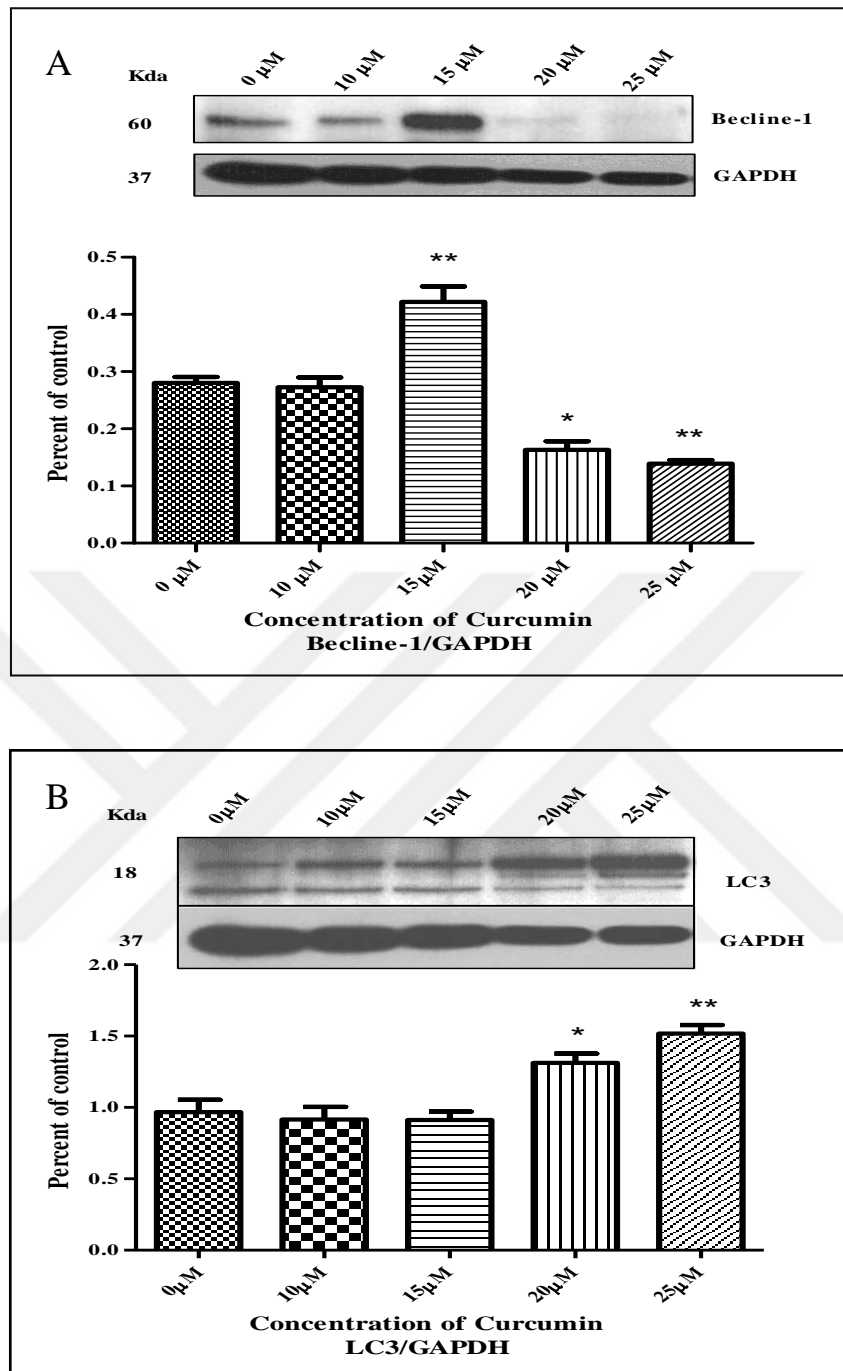 A
Kda 0 µM 10 µM 15 µM 20 µM 25 µM
60 Becline-1
37 GAPDH
0.5
**
0.4
0.3
*
**
0.2
0.1
0.0
Percent of control
0 µM 10 µM 15µM 20 µM 25 µM
Concentration of Curcumin
Becline-1/GAPDH
B
Kda 0µM 10µM 15µM 20µM 25µM
18 LC3
37 GAPDH
2.0
**
*
1.5
1.0
0.5
0.0
Percent of control
0µM 10µM 15µM 20µM 25µM
Concentration of Curcumin
LC3/GAPDH